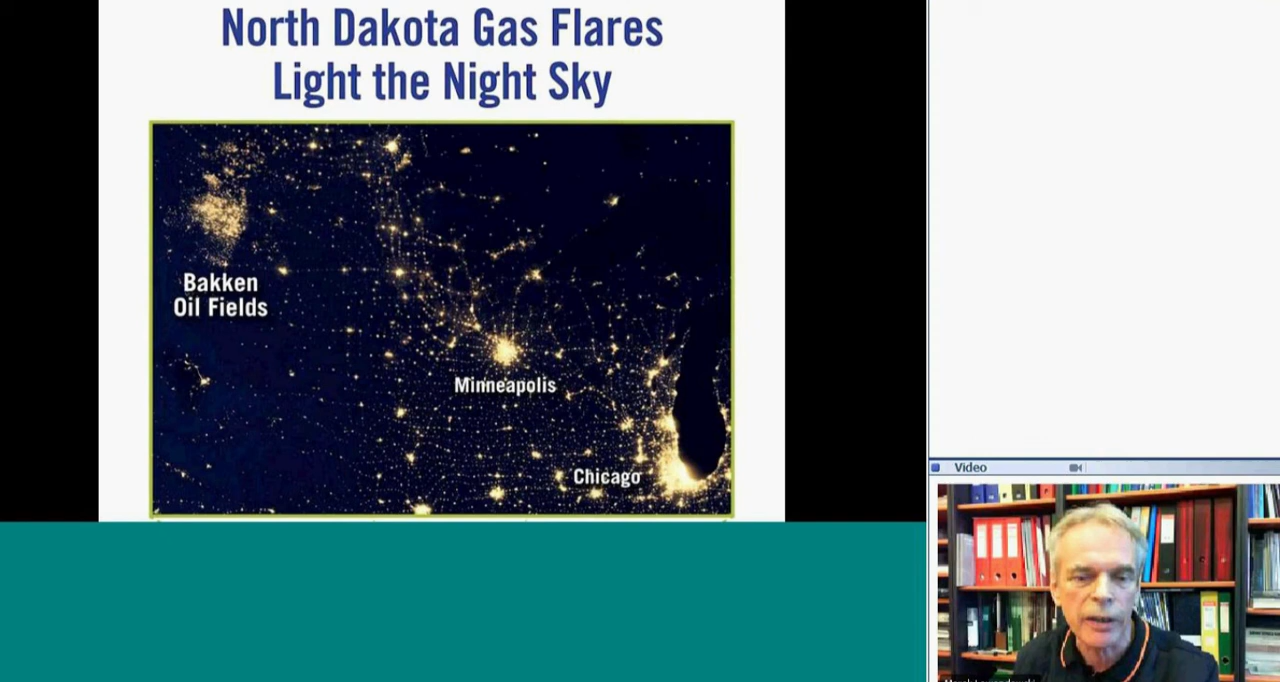 North Dakota Gas Flares
Light the Night Sky
Bakken
Oil Fields
Minneapolis
Chicago
Video